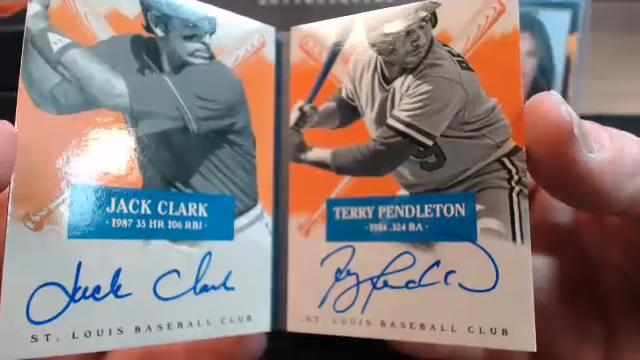 JACK CLARK
· 1987 35 HR 106 RBI ·
Jack Clark
ST. LOUIS BASEBALL CLUB
TERRY PENDLETON
· 1984 .324 BA ·
9
ST. LOUIS BASEBALL CLUB